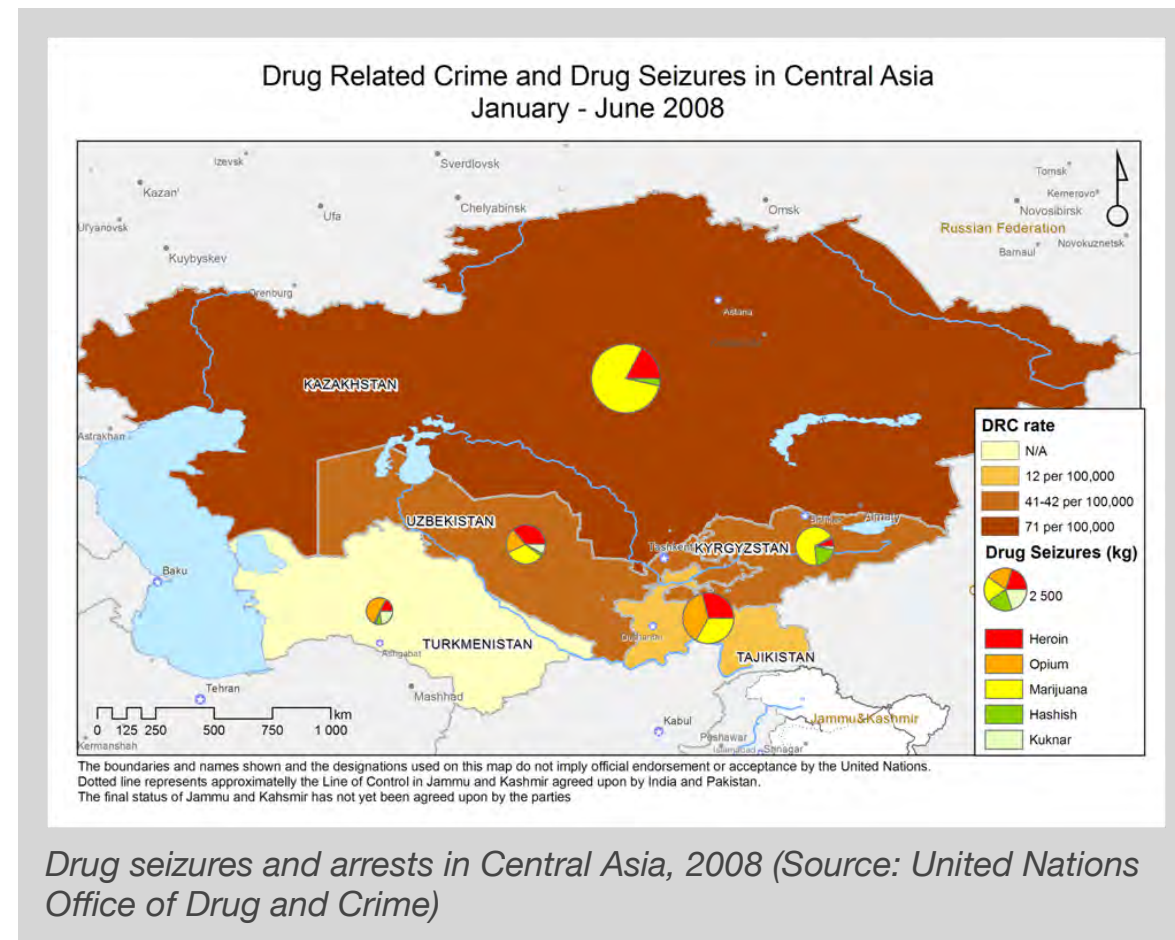 Drug Related Crime and Drug Seizures in Central Asia
January - June 2008
Izevsk
Sverdlovsk
Tomsk
Kazan'
Kemerovo
Chelyabinsk
Omsk
Novosibirsk
Ufa
Ul'yanovsk
Russian Federation
Novokuznetsk
Barnaul
Kuybyskev
Orenburg
Astana
KAZAKHSTAN
Astrakhan
DRC rate
N/A
12 per 100,000
41-42 per 100,000
71 per 100,000
UZBEKISTAN
Almaty
Tashkent
KYRGYZSTAN
Drug Seizures (kg)
2 500
Baku
Heroin
Opium
Marijuana
Hashish
Kuknar
TURKMENISTAN
Ashgabat
TAJIKISTAN
Tehran
Mashhad
Kabul
Jammu&Kashmir
Peshawar
Islamabad
Srinagar
km
0 125 250 500 750 1 000
Kermanshah
The boundaries and names shown and the designations used on this map do not imply official endorsement or acceptance by the United Nations.
Dotted line represents approximatelly the Line of Control in Jammu and Kashmir agreed upon by India and Pakistan.
The final status of Jammu and Kahsmir has not yet been agreed upon by the parties
Drug seizures and arrests in Central Asia, 2008 (Source: United Nations
Office of Drug and Crime)